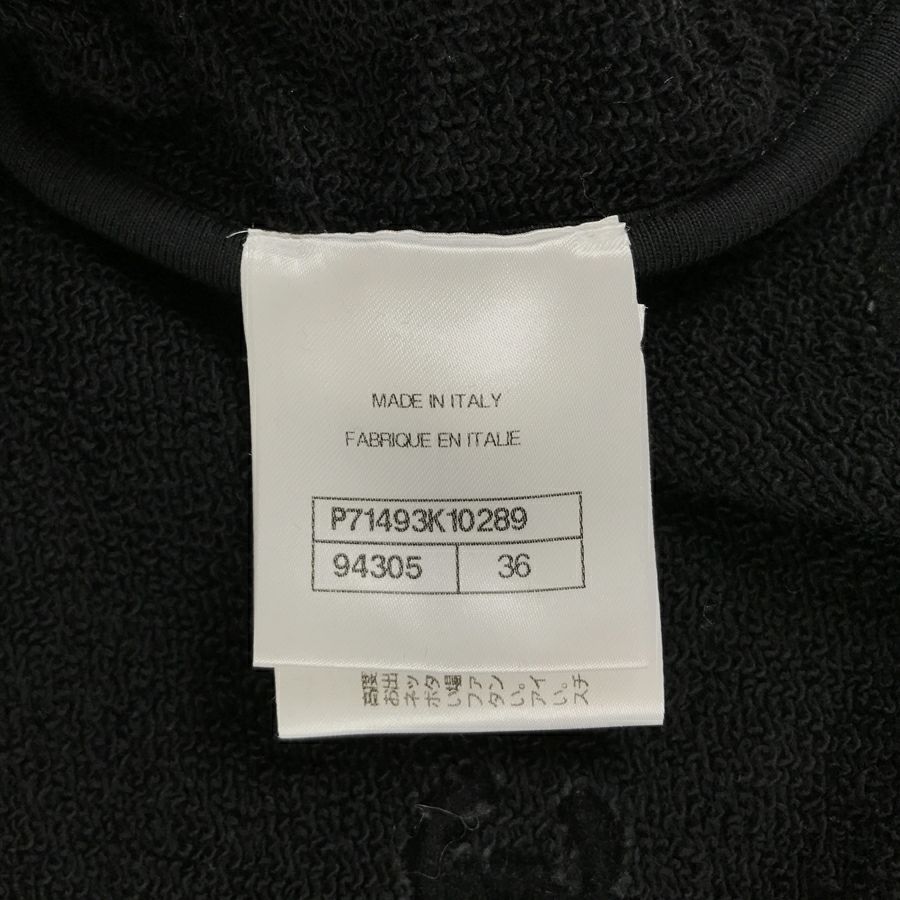 MADE IN ITALY
FABRIQUE EN ITALIE
P71493K10289
94305 36